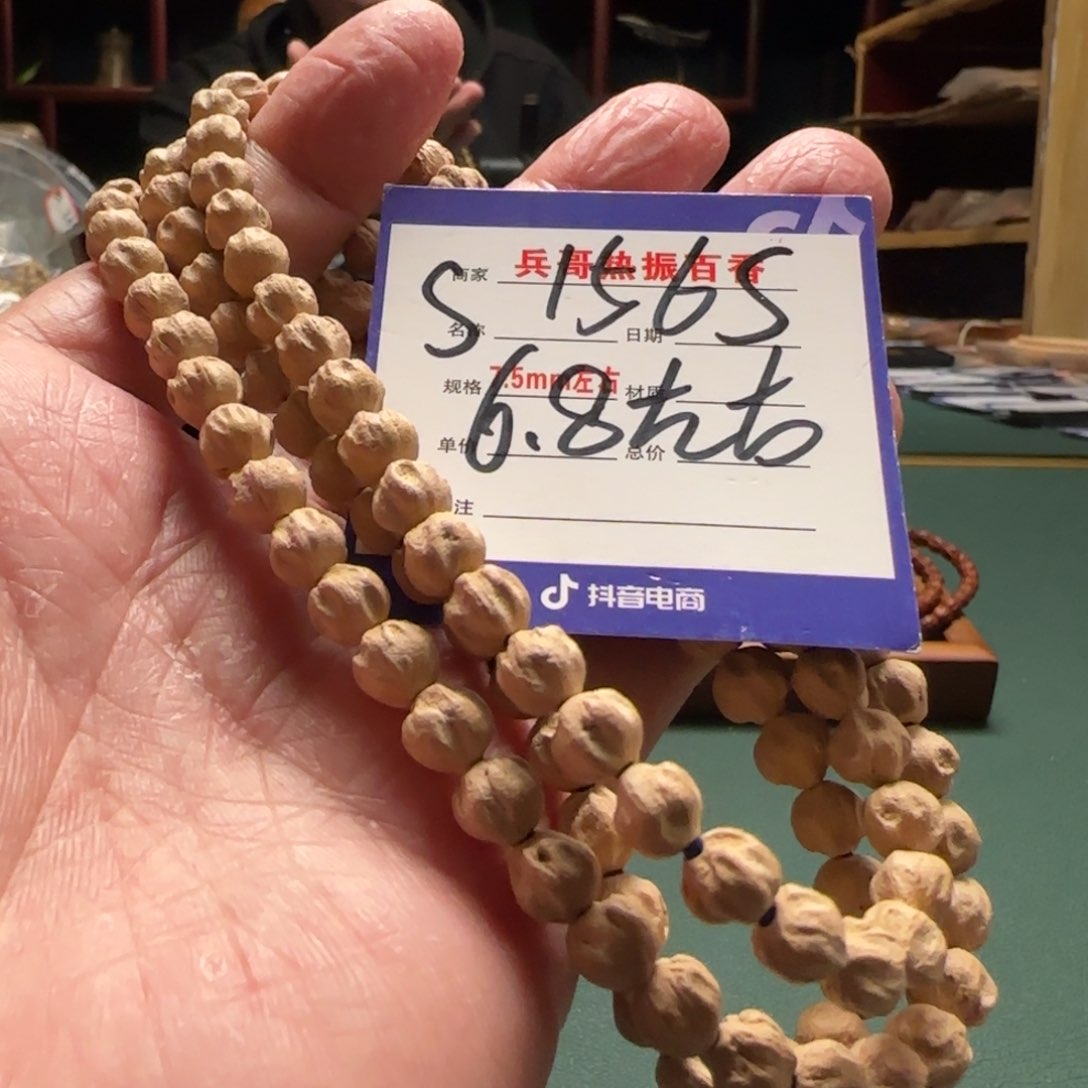 商家 兵哥热振百香
S 1565
名称 日期
规格 7.5mm左右 材质
6.8左右
单价 总价
注
抖音电商